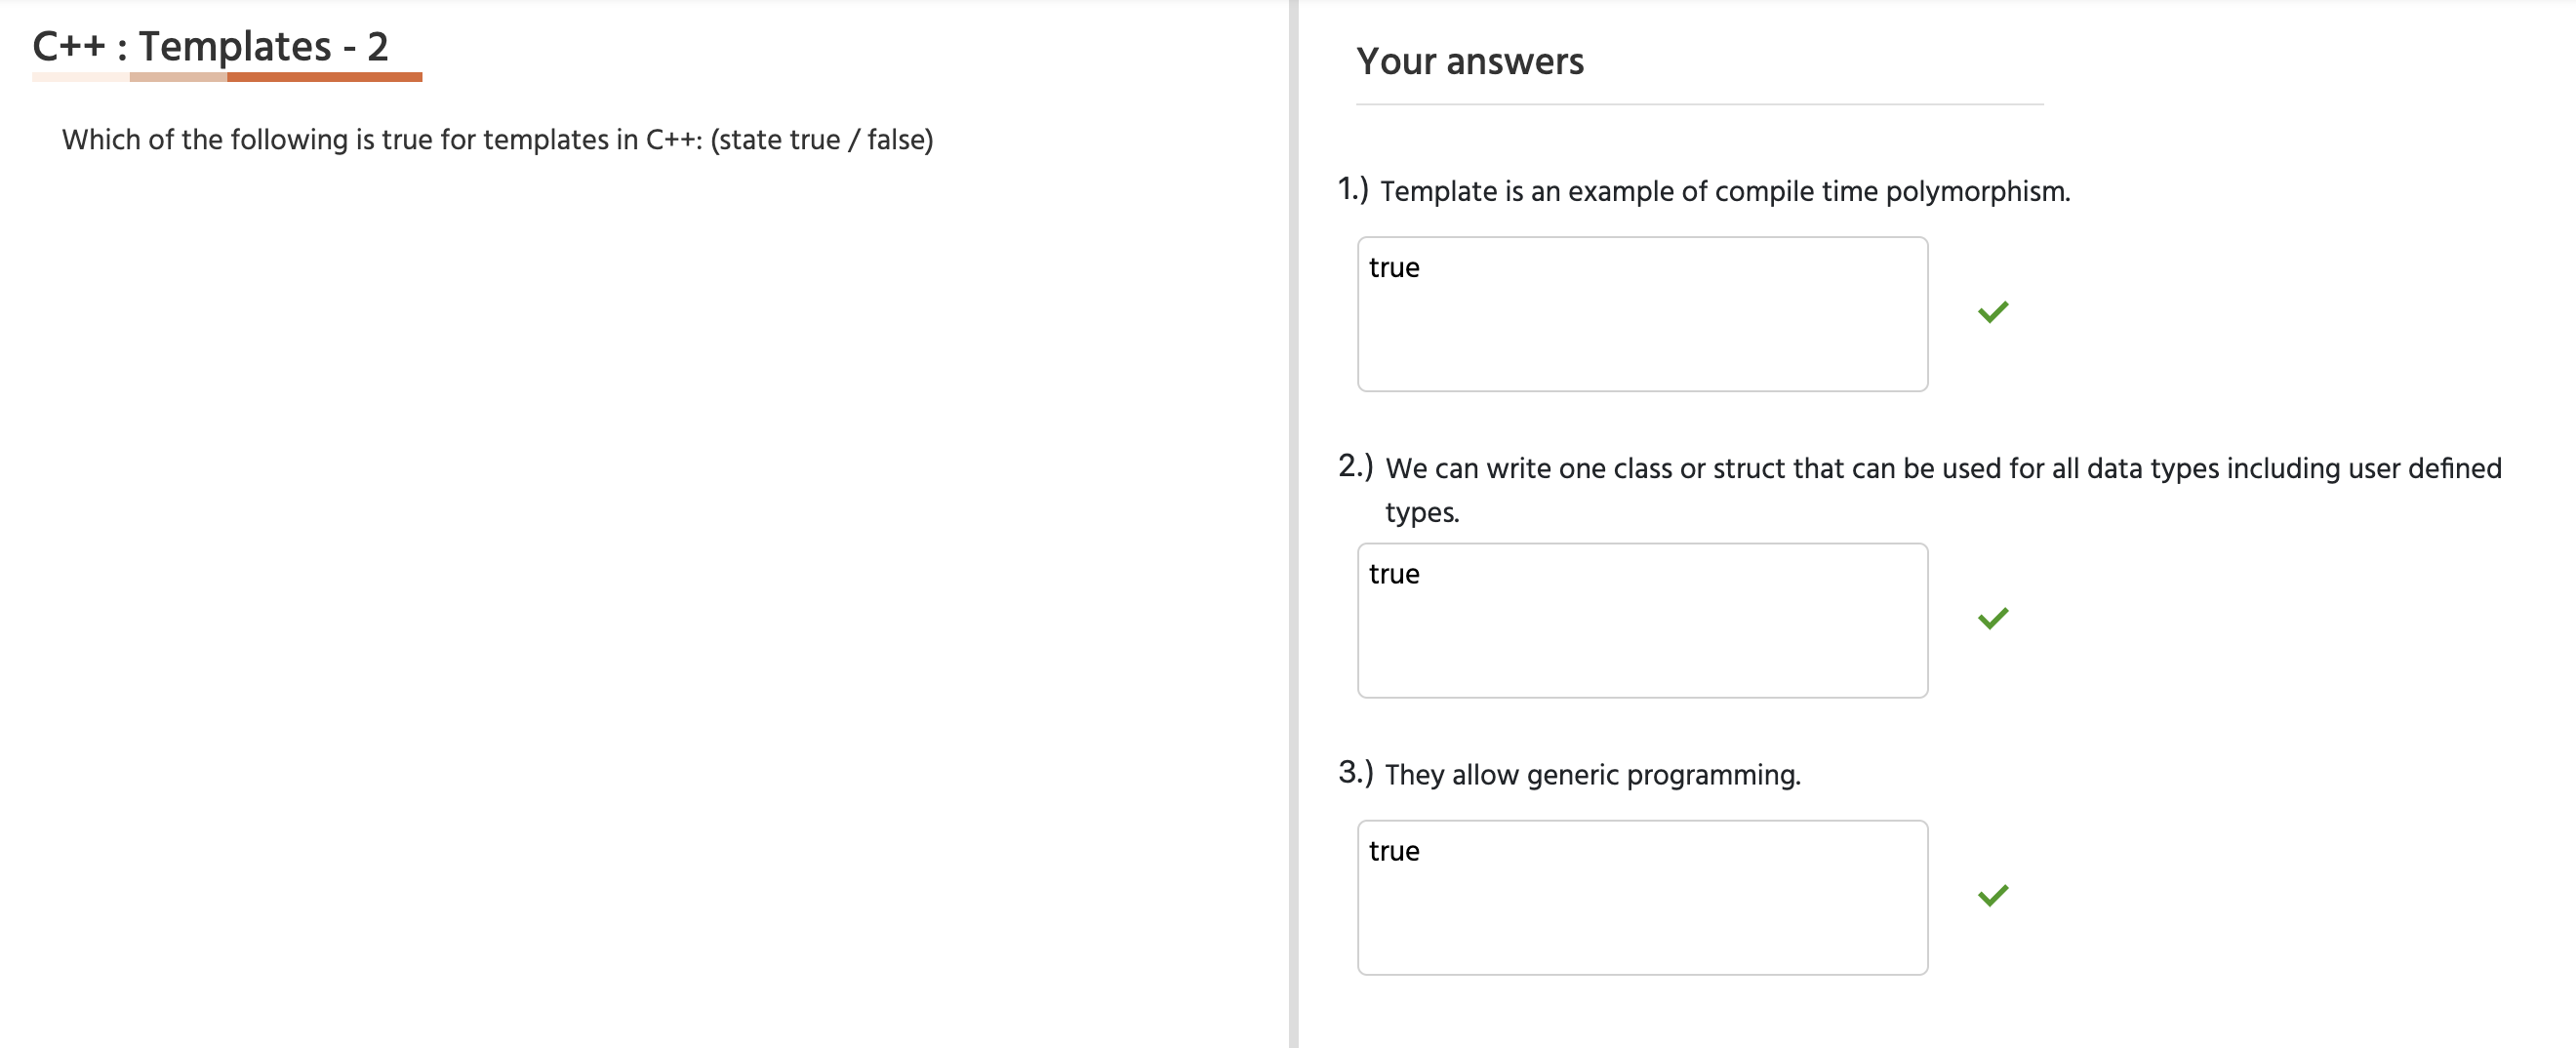 C++ : Templates - 2
Which of the following is true for templates in C++: (state true / false)
Your answers
1.) Template is an example of compile time polymorphism.
true
2.) We can write one class or struct that can be used for all data types including user defined
types.
true
3.) They allow generic programming.
true